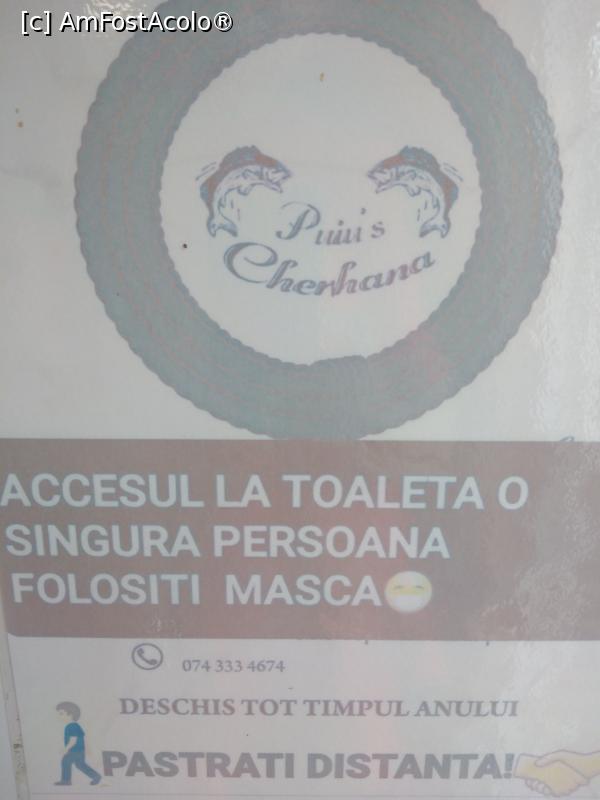 [c] AmFostAcolo®
Puiu's
Cherhana
ACCESUL LA TOALETA O
SINGURA PERSOANA
FOLOSITI MASCA😷
074 333 4674
DESCHIS TOT TIMPUL ANULUI
PASTRATI DISTANTA!